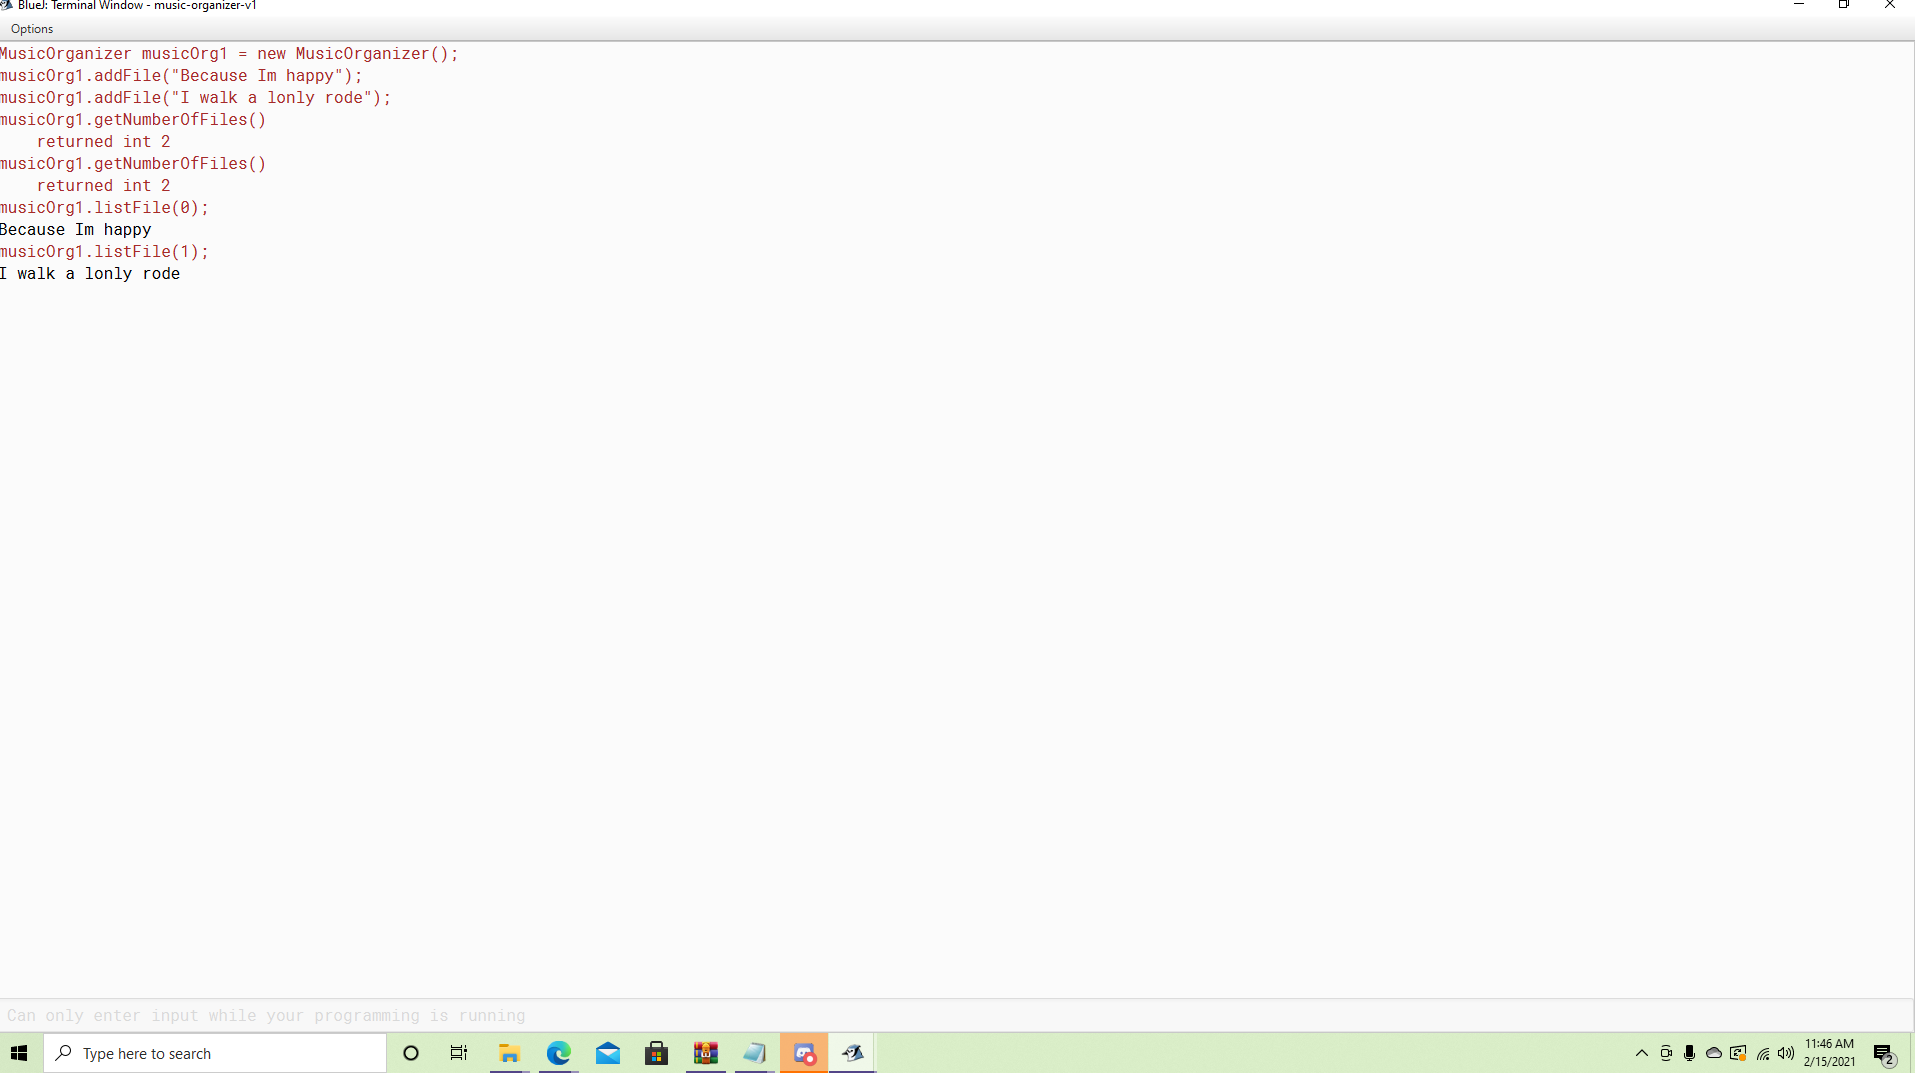 BlueJ: Terminal Window - music-organizer-v1
Options
MusicOrganizer musicOrg1 = new MusicOrganizer();
musicOrg1.addFile("Because Im happy");
musicOrg1.addFile("I walk a lonly rode");
musicOrg1.getNumberOfFiles()
    returned int 2
musicOrg1.getNumberOfFiles()
    returned int 2
musicOrg1.listFile(0);
Because Im happy
musicOrg1.listFile(1);
I walk a lonly rode
Can only enter input while your programming is running
Type here to search
11:46 AM
2/15/2021
2